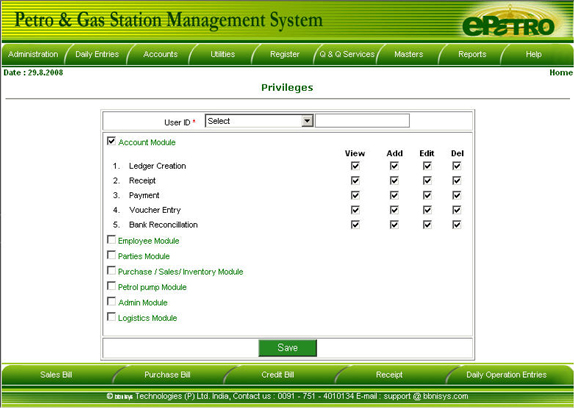 Petro & Gas Station Management System
ePetro
Administration Daily Entries Accounts Utilities Register Q & Q Services Masters Reports Help
Date : 29.8.2008 Home
Privileges
User ID * Select
Account Module
View Add Edit Del
1. Ledger Creation
2. Receipt
3. Payment
4. Voucher Entry
5. Bank Reconcillation
Employee Module
Parties Module
Purchase / Sales/ Inventory Module
Petrol pump Module
Admin Module
Logistics Module
Save
Sales Bill Purchase Bill Credit Bill Receipt Daily Operation Entries
© bbnisys Technologies (P) Ltd. India, Contact us : 0091 - 751 - 4010134 E-mail : support @ bbnisys.com